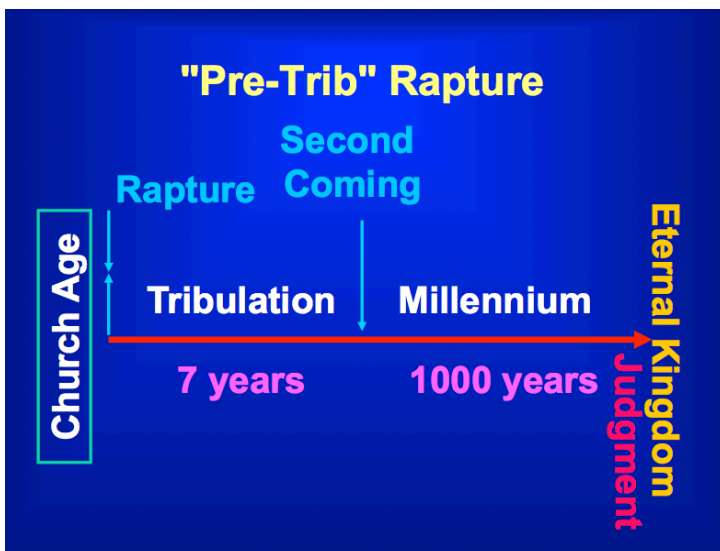 "Pre-Trib" Rapture
Second
Coming
Rapture
Church Age
Tribulation
Millennium
7 years
1000 years
Judgment
Eternal Kingdom